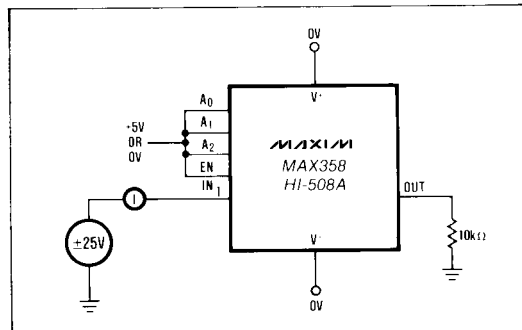 0V
V+
A0
A1
A2
EN
IN1
+5V
OR
0V
MAXIM
MAX358
HI-508A
OUT
I
±25V
10kΩ
V-
0V